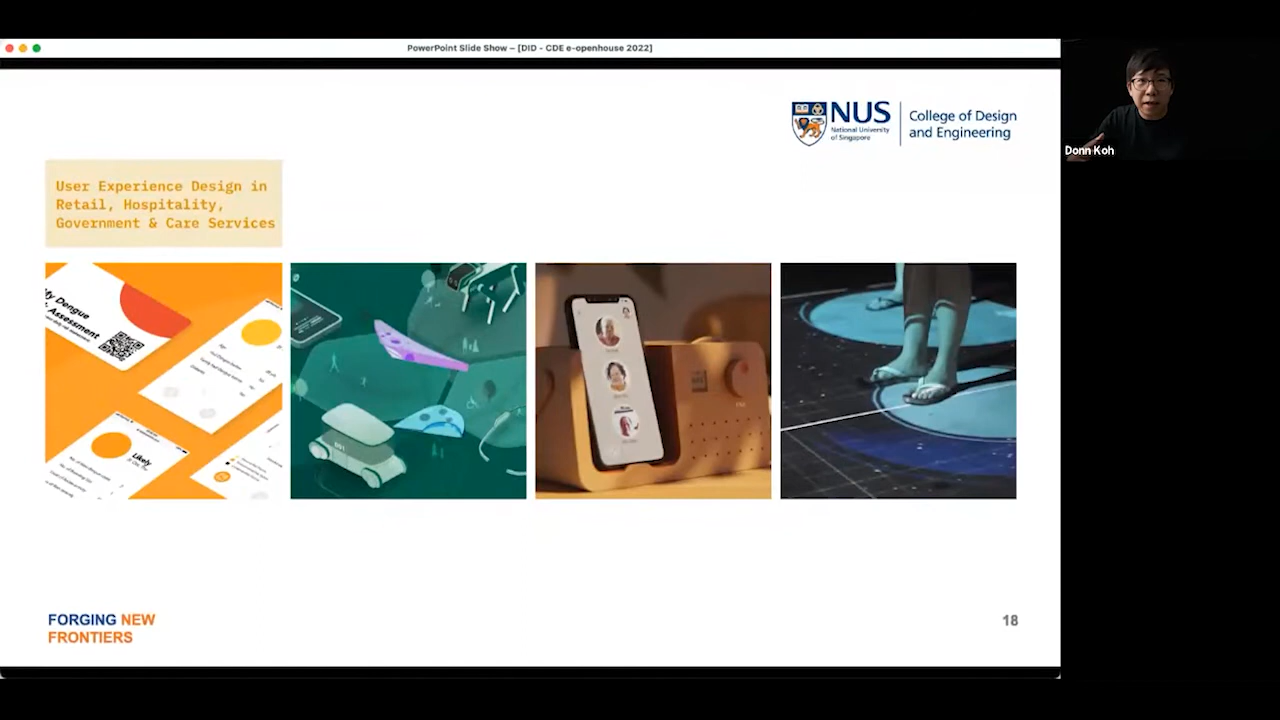 PowerPoint Slide Show – [DID - CDE e-openhouse 2022]
NUS
National University
of Singapore
College of Design
and Engineering
Donn Koh
User Experience Design in
Retail, Hospitality,
Government & Care Services
Dengue
Assessment
Likely
FORGING NEW
FRONTIERS
18